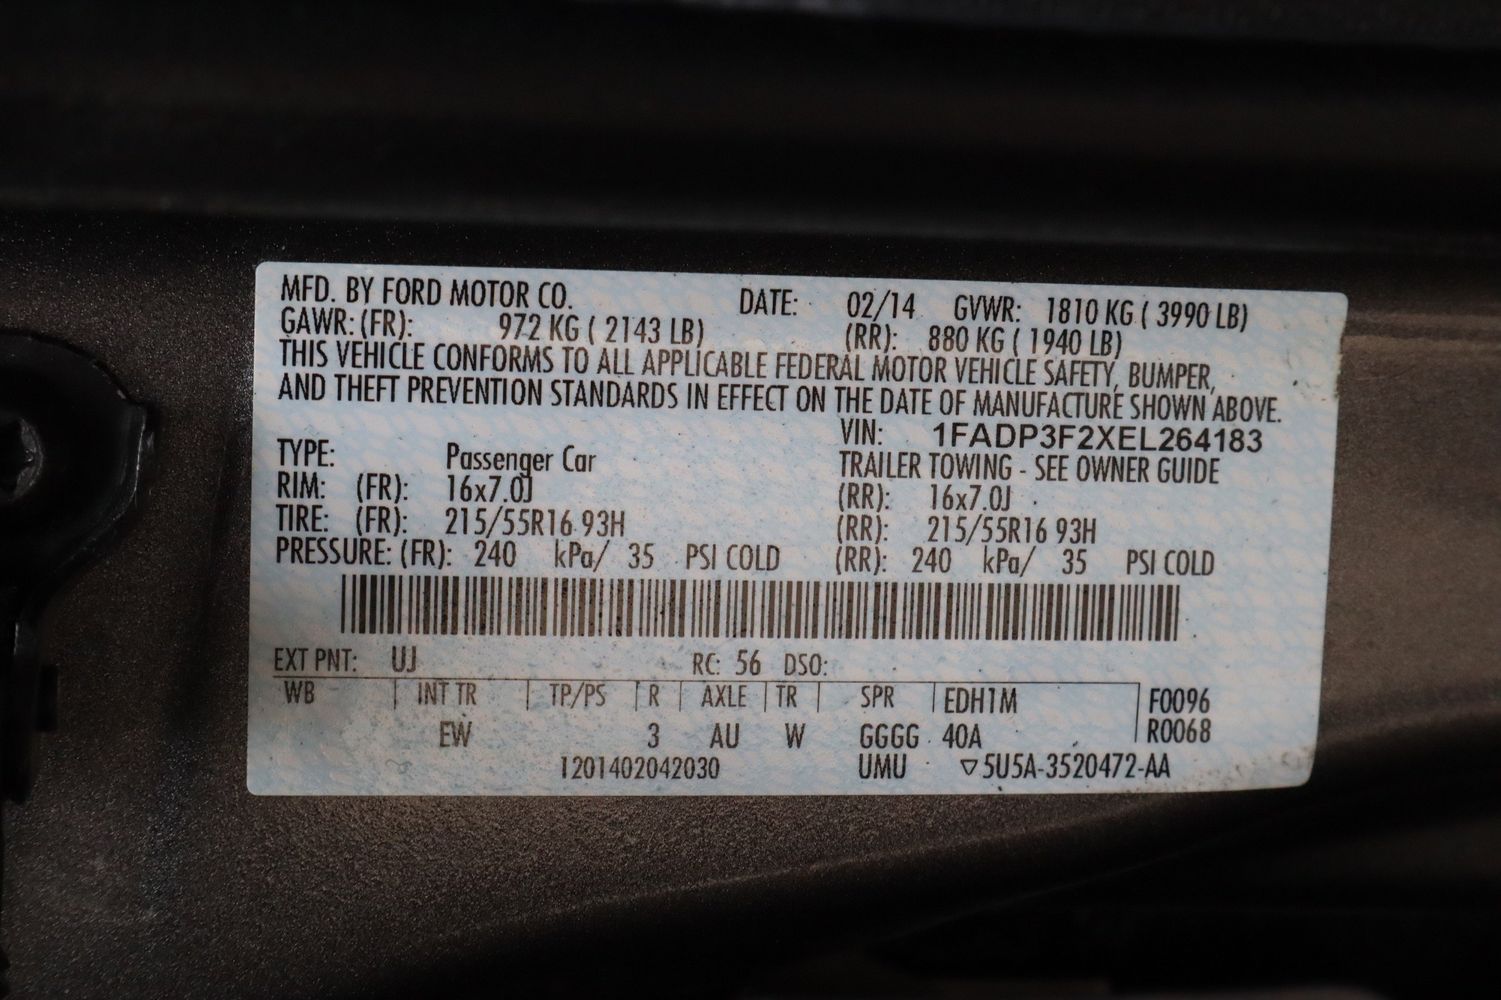 MFD. BY FORD MOTOR CO. DATE: 02/14 GVWR: 1810 KG ( 3990 LB)
GAWR: (FR): 972 KG ( 2143 LB) (RR): 880 KG ( 1940 LB)
THIS VEHICLE CONFORMS TO ALL APPLICABLE FEDERAL MOTOR VEHICLE SAFETY, BUMPER,
AND THEFT PREVENTION STANDARDS IN EFFECT ON THE DATE OF MANUFACTURE SHOWN ABOVE.
VIN: 1FADP3F2XEL264183
TYPE: Passenger Car TRAILER TOWING - SEE OWNER GUIDE
RIM: (FR): 16x7.0J (RR): 16x7.0J
TIRE: (FR): 215/55R16 93H (RR): 215/55R16 93H
PRESSURE: (FR): 240 kPa/ 35 PSI COLD (RR): 240 kPa/ 35 PSI COLD
EXT PNT: UJ RC: 56 DSO:
WB | INT TR | TP/PS | R | AXLE | TR | SPR | EDH1M | F0096
EW 3 AU W GGGG 40A | R0068
1201402042030 UMU ▽5U5A-3520472-AA